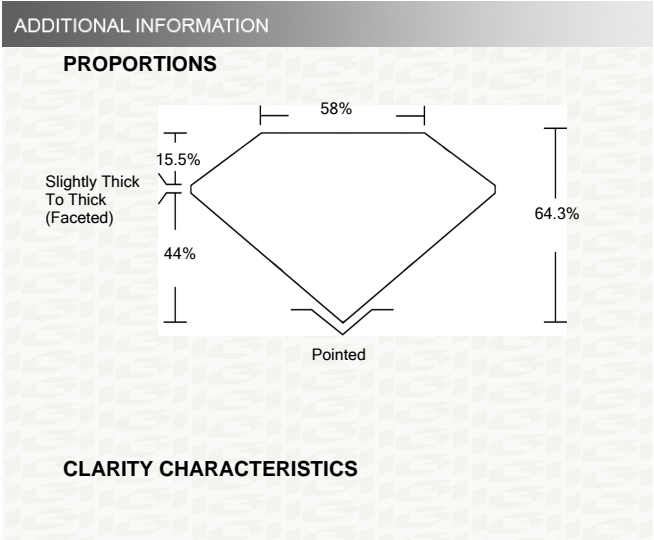 ADDITIONAL INFORMATION
PROPORTIONS
58%
15.5%
Slightly Thick
To Thick
(Faceted)
64.3%
44%
Pointed
CLARITY CHARACTERISTICS